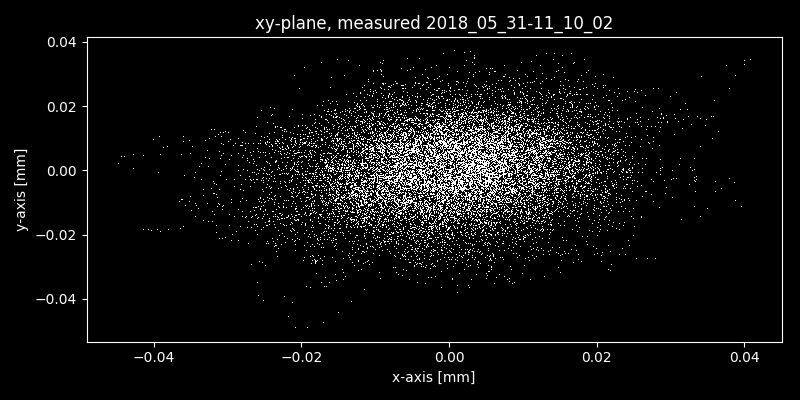 xy-plane, measured 2018_05_31-11_10_02
0.04
0.02
0.00
−0.02
−0.04
y-axis [mm]
−0.04 −0.02 0.00 0.02 0.04
x-axis [mm]